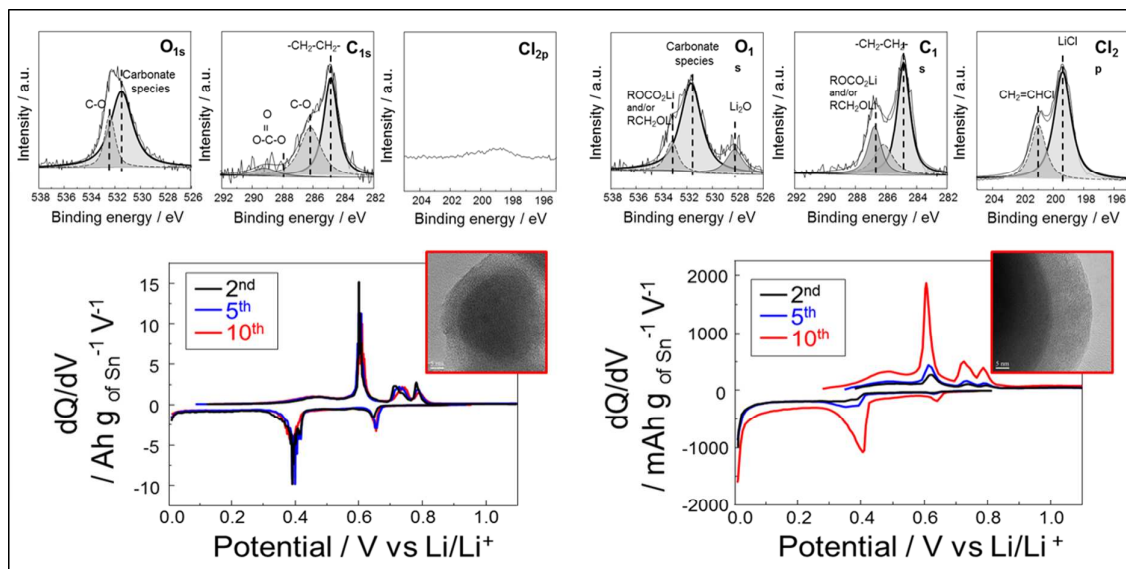 O1s
C-O
Carbonate
species
Intensity / a.u.
538 536 534 532 530 528 526
Binding energy / eV
-CH2-CH2-
C1s
C-O
O
O-C-O
Intensity / a.u.
292 290 288 286 284 282
Binding energy / eV
Cl2p
Intensity / a.u.
204 202 200 198 196
Binding energy / eV
O1
s
Carbonate
species
ROCO2Li
and/or
RCH2OL
Li2O
Intensity / a.u.
538 536 534 532 530 528 526
Binding energy / eV
-CH2-CH2-
C1
s
ROCO2Li
and/or
RCH2OL
Intensity / a.u.
292 290 288 286 284 282
Binding energy / eV
LiCl
Cl2
p
CH2=CHCl
Intensity / a.u.
204 202 200 198 196
Binding energy / eV
2nd
5th
10th
15
10
5
0
-5
-10
dQ/dV
/ Ah g of Sn-1 V-1
0.0 0.2 0.4 0.6 0.8 1.0
Potential / V vs Li/Li+
2nd
5th
10th
5 nm
2000
1000
0
-1000
-2000
dQ/dV
/ mAh g of Sn-1 V-1
0.0 0.2 0.4 0.6 0.8 1.0
Potential / V vs Li/Li+